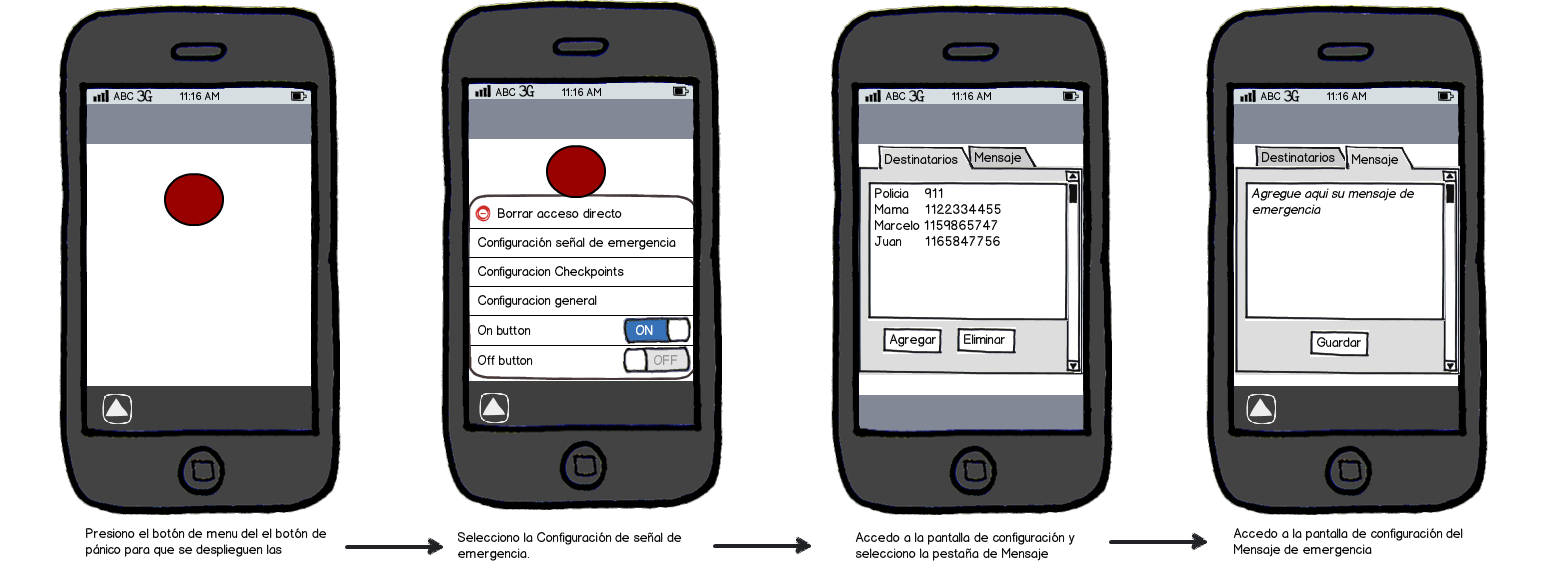 ABC 3G 11:16 AM
Presiono el botón de menu del el botón de
pánico para que se desplieguen las
ABC 3G 11:16 AM
Borrar acceso directo
Configuración señal de emergencia
Configuracion Checkpoints
Configuracion general
On button ON
Off button OFF
Selecciono la Configuración de señal de
emergencia.
ABC 3G 11:16 AM
Destinatarios Mensaje
Policia 911
Mama 1122334455
Marcelo 1159865747
Juan 1165847756
Agregar Eliminar
Accedo a la pantalla de configuración y
selecciono la pestaña de Mensaje
ABC 3G 11:16 AM
Destinatarios Mensaje
Agregue aqui su mensaje de
emergencia
Guardar
Accedo a la pantalla de configuración del
Mensaje de emergencia